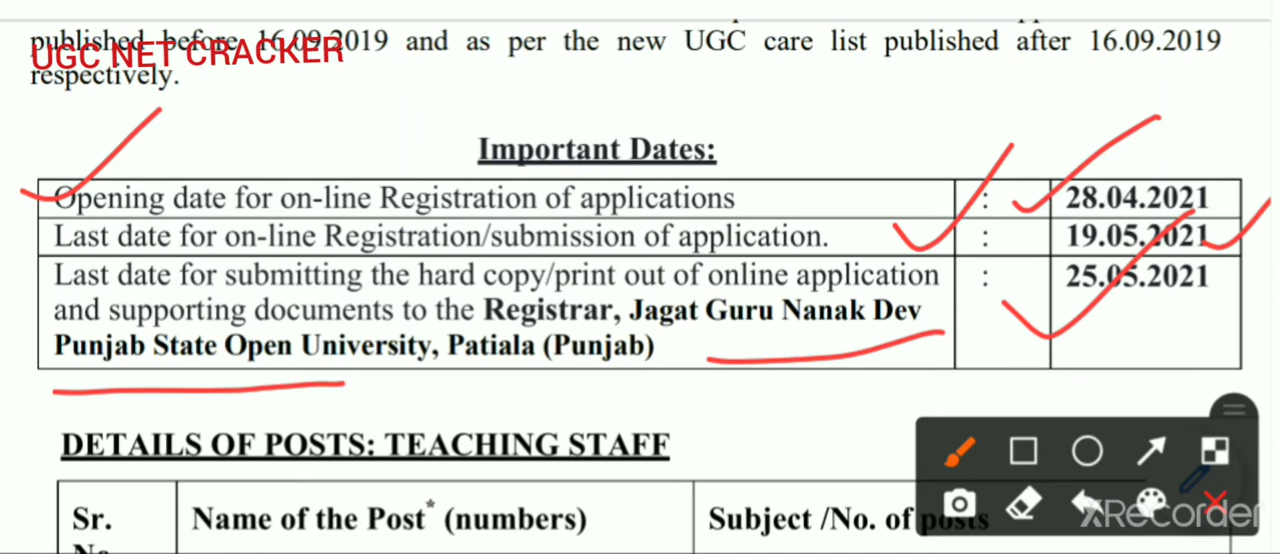 published before 16.09.2019 and as per the new UGC care list published after 16.09.2019
UGC NET CRACKER
respectively.
Important Dates:
Opening date for on-line Registration of applications : 28.04.2021
Last date for on-line Registration/submission of application. : 19.05.2021
Last date for submitting the hard copy/print out of online application : 25.05.2021
and supporting documents to the Registrar, Jagat Guru Nanak Dev
Punjab State Open University, Patiala (Punjab)
DETAILS OF POSTS: TEACHING STAFF
Sr. Name of the Post* (numbers) Subject /No. of posts
No
XRecorder